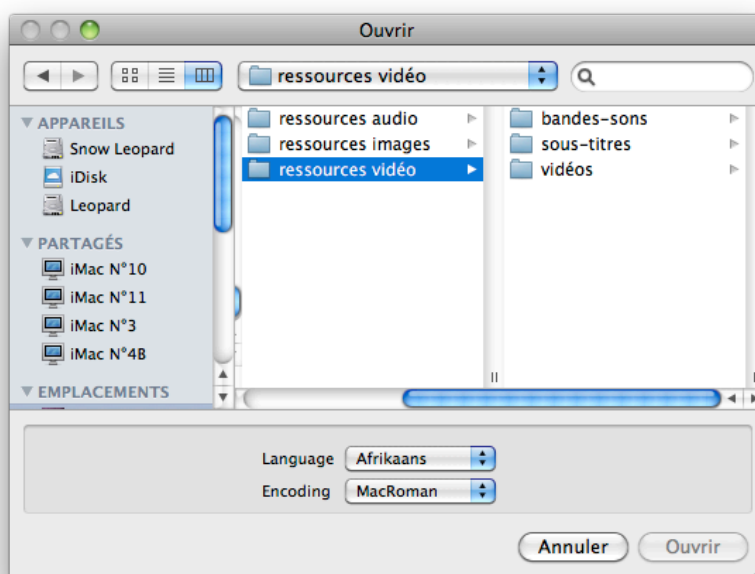 Ouvrir
ressources vidéo
APPAREILS
Snow Leopard
iDisk
Leopard
PARTAGÉS
iMac N°10
iMac N°11
iMac N°3
iMac N°4B
EMPLACEMENTS
ressources audio
ressources images
ressources vidéo
bandes-sons
sous-titres
vidéos
Language Afrikaans
Encoding MacRoman
Annuler Ouvrir